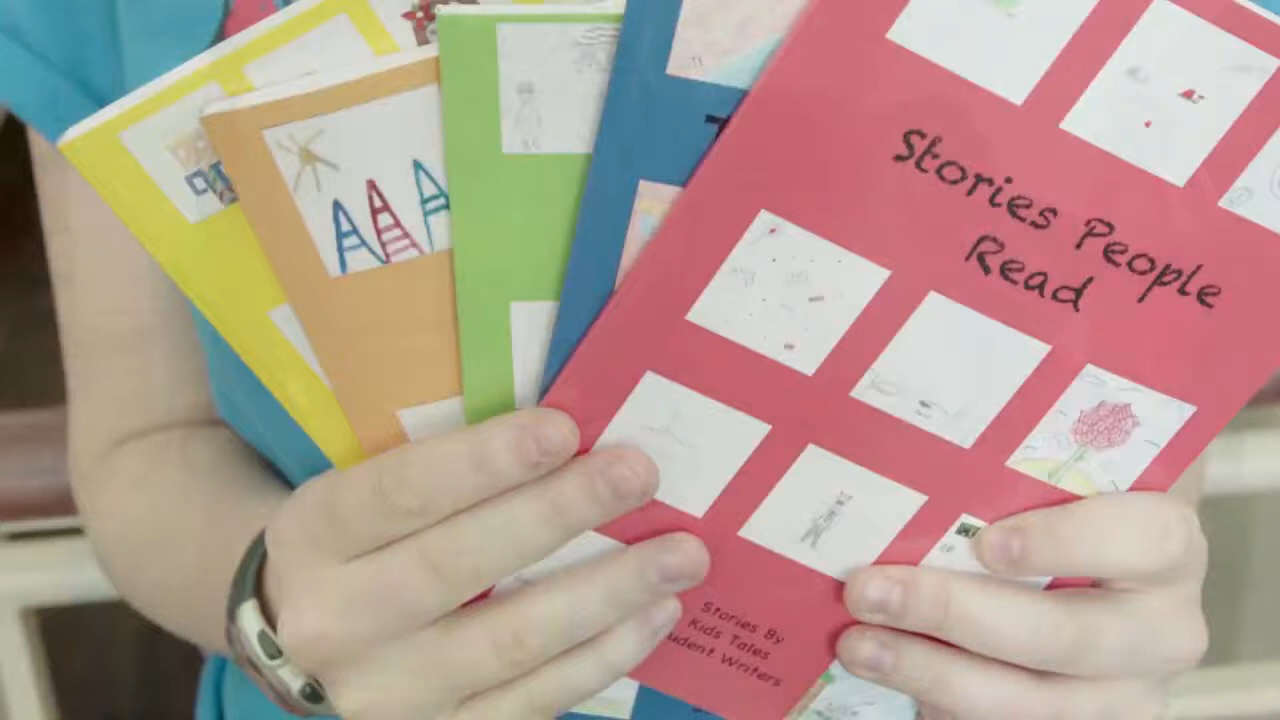 Stories People
Read
Stories By
Kids Tales
udent Writers